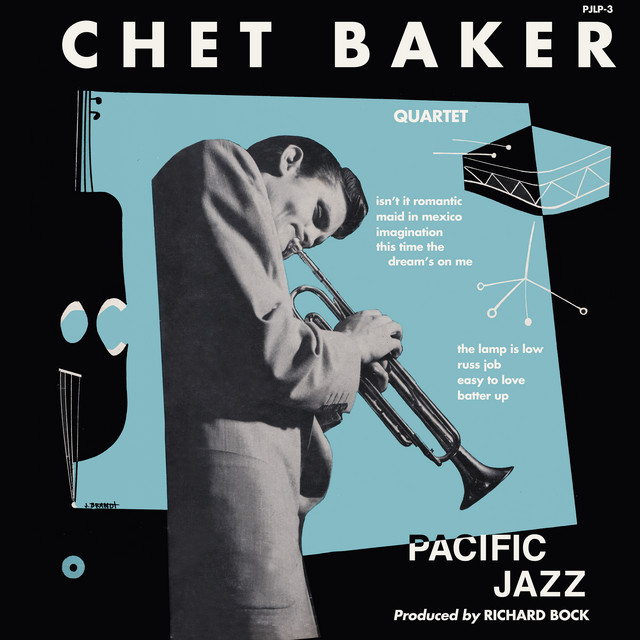 PJLP-3
CHET BAKER
QUARTET
isn't it romantic
maid in mexico
imagination
this time the
dream's on me
the lamp is low
russ job
easy to love
batter up
J. BRANDT
PACIFIC
JAZZ
Produced by RICHARD BOCK